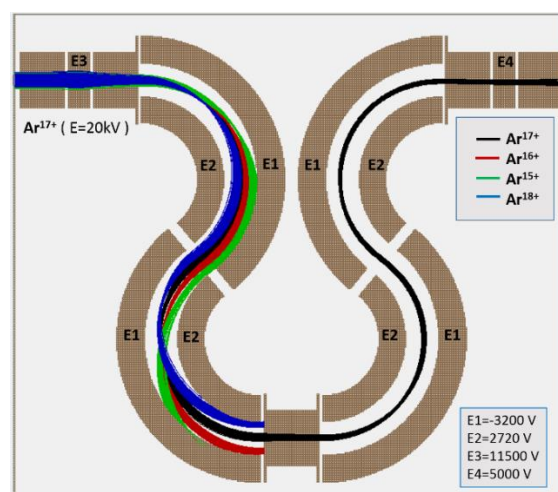 E3
E4
Ar¹⁷⁺ ( E=20kV )
E2
E1
E1
E2
Ar¹⁷⁺
Ar¹⁶⁺
Ar¹⁵⁺
Ar¹⁸⁺
E1
E2
E2
E1
E1=-3200 V
E2=2720 V
E3=11500 V
E4=5000 V